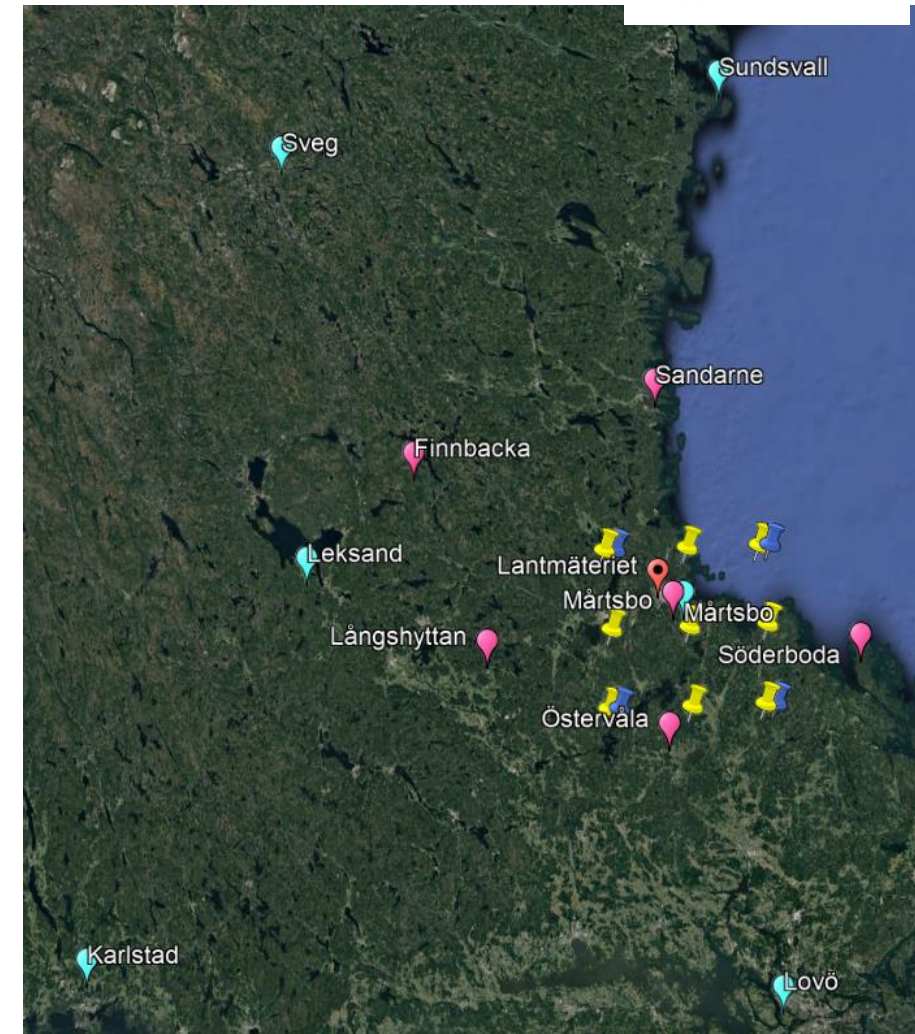 Sundsvall
Sveg
Sandarne
Finnbacka
Leksand
Lantmäteriet
Mårtsbo
Mårtsbo
Långshyttan
Söderboda
Östervåla
Karlstad
Lovö